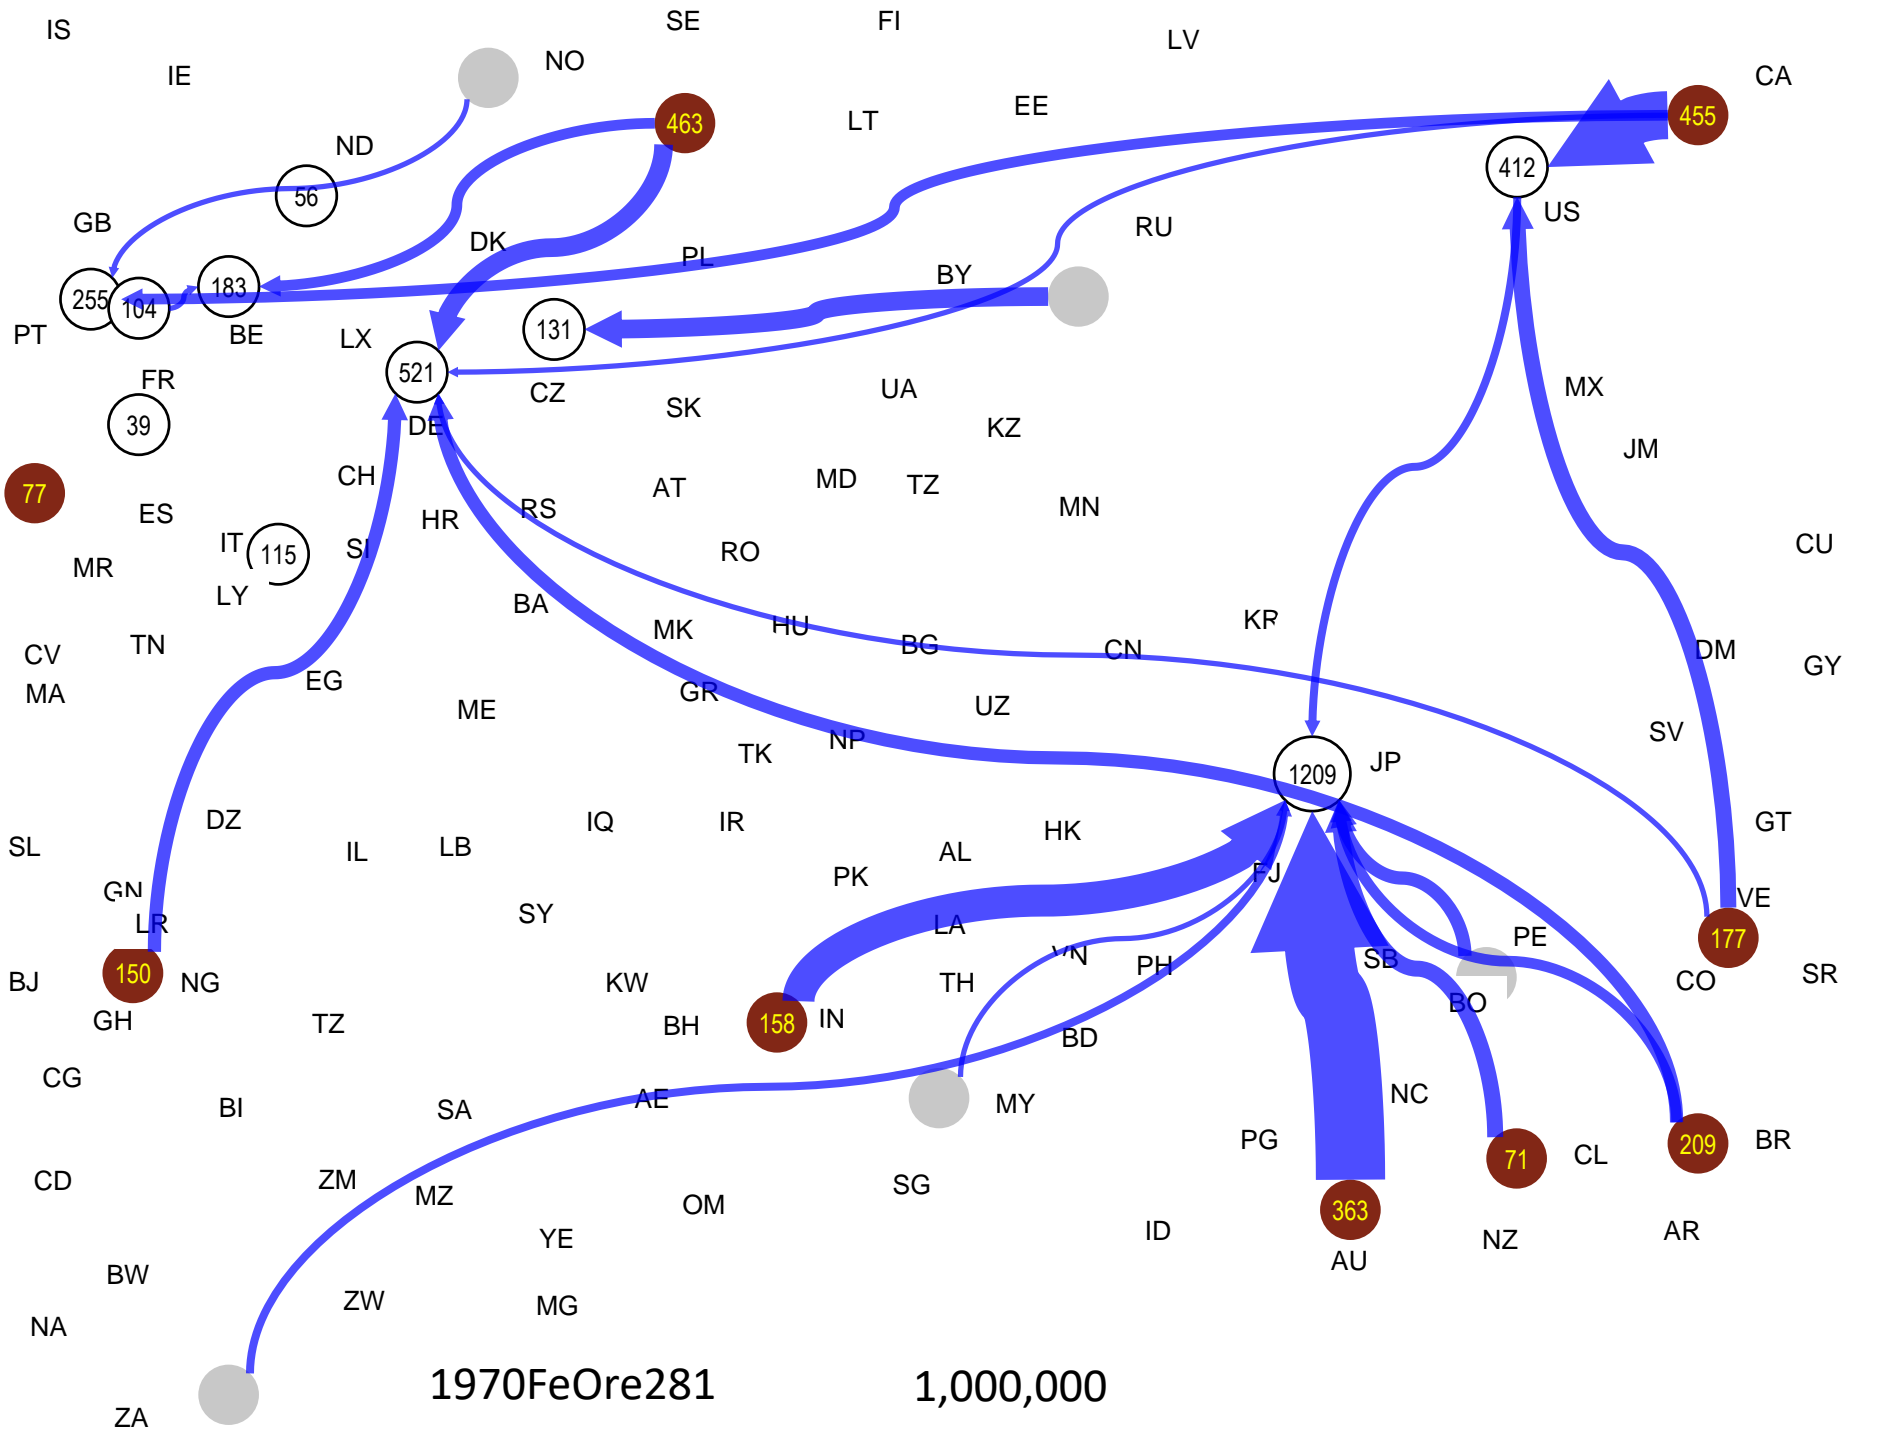 IS
SE
FI
LV
IE
NO
CA
463
LT
EE
455
ND
412
56
GB
DK
RU
US
PL
BY
255
104
183
131
PT
BE
LX
521
CZ
UA
MX
FR
SK
39
DE
KZ
JM
77
CH
AT
MD
TZ
MN
ES
HR
RS
IT
115
SI
RO
CU
MR
LY
BA
MK
HU
KR
TN
BG
CN
DM
CV
GY
MA
EG
GR
ME
UZ
SV
TK
NP
JP
1209
DZ
IQ
IR
HK
GT
SL
IL
LB
AL
PK
FJ
GN
VE
LR
SY
LA
PE
177
VN
PH
SB
150
BJ
NG
KW
TH
CO
SR
BO
GH
TZ
BH
158
IN
BD
CG
BI
SA
AE
MY
NC
PG
71
CL
209
BR
CD
ZM
MZ
OM
SG
363
ID
YE
NZ
AR
AU
BW
ZW
MG
NA
1970FeOre281
1,000,000
ZA